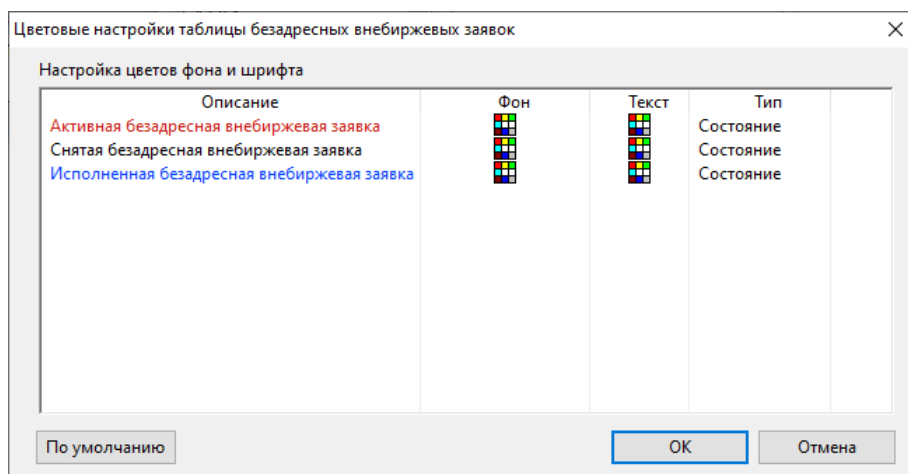 Цветовые настройки таблицы безадресных внебиржевых заявок
Настройка цветов фона и шрифта
Описание Фон Текст Тип
Активная безадресная внебиржевая заявка Состояние
Снятая безадресная внебиржевая заявка Состояние
Исполненная безадресная внебиржевая заявка Состояние
По умолчанию OK Отмена